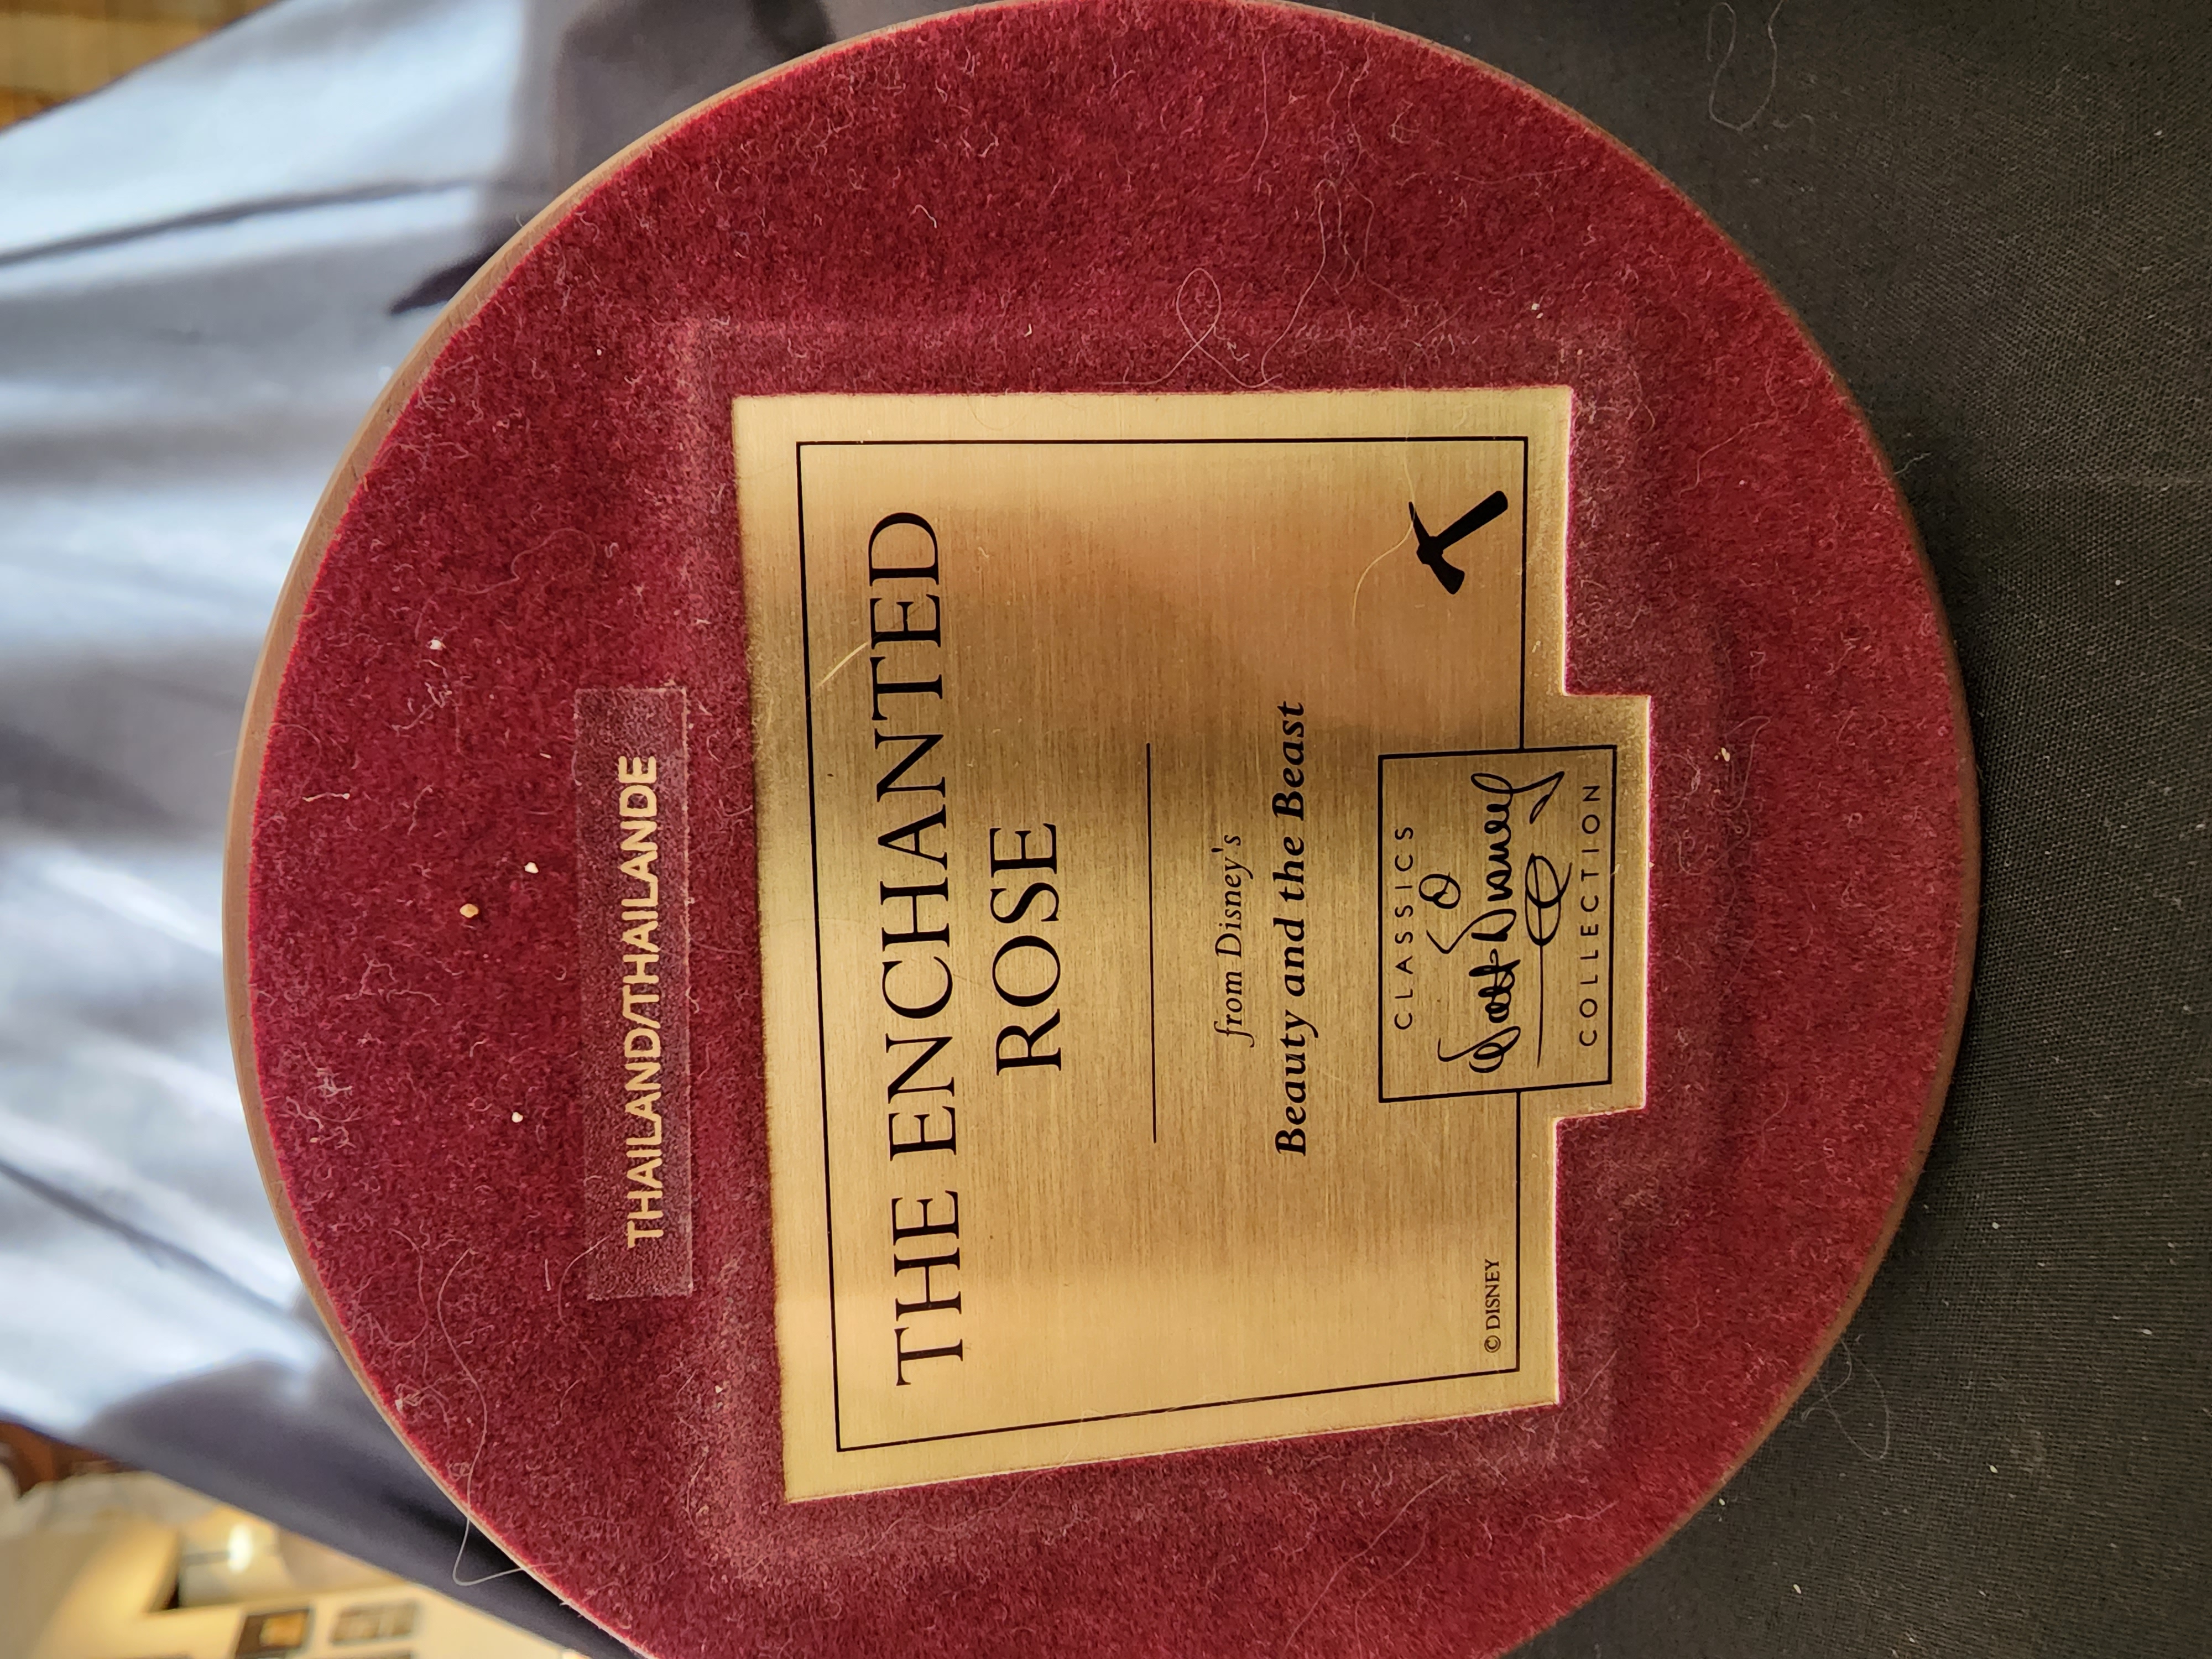 THAILAND/THAILANDE
THE ENCHANTED
ROSE
from Disney's
Beauty and the Beast
CLASSICS
Walt Disney
COLLECTION
© DISNEY